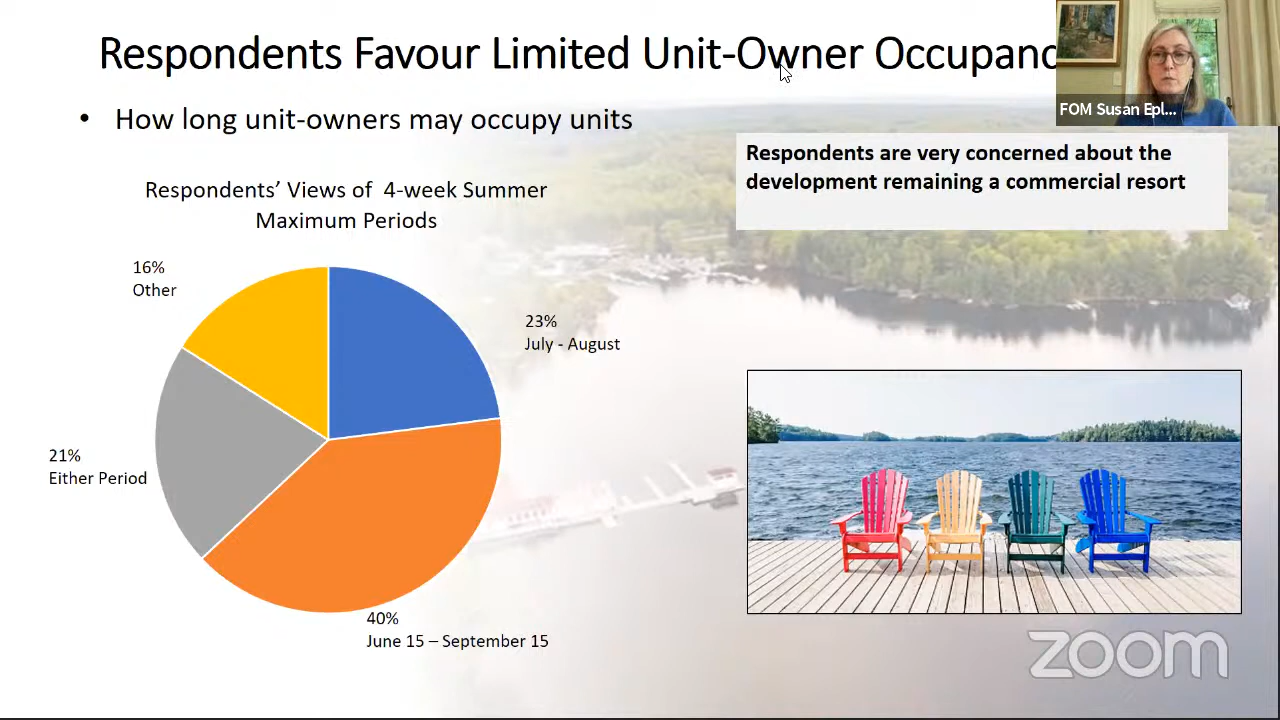 Respondents Favour Limited Unit-Owner Occupanc
FOM Susan Epl...
• How long unit-owners may occupy units
Respondents are very concerned about the
development remaining a commercial resort
Respondents' Views of 4-week Summer
Maximum Periods
16%
Other
23%
July - August
21%
Either Period
40%
June 15 – September 15
zoom